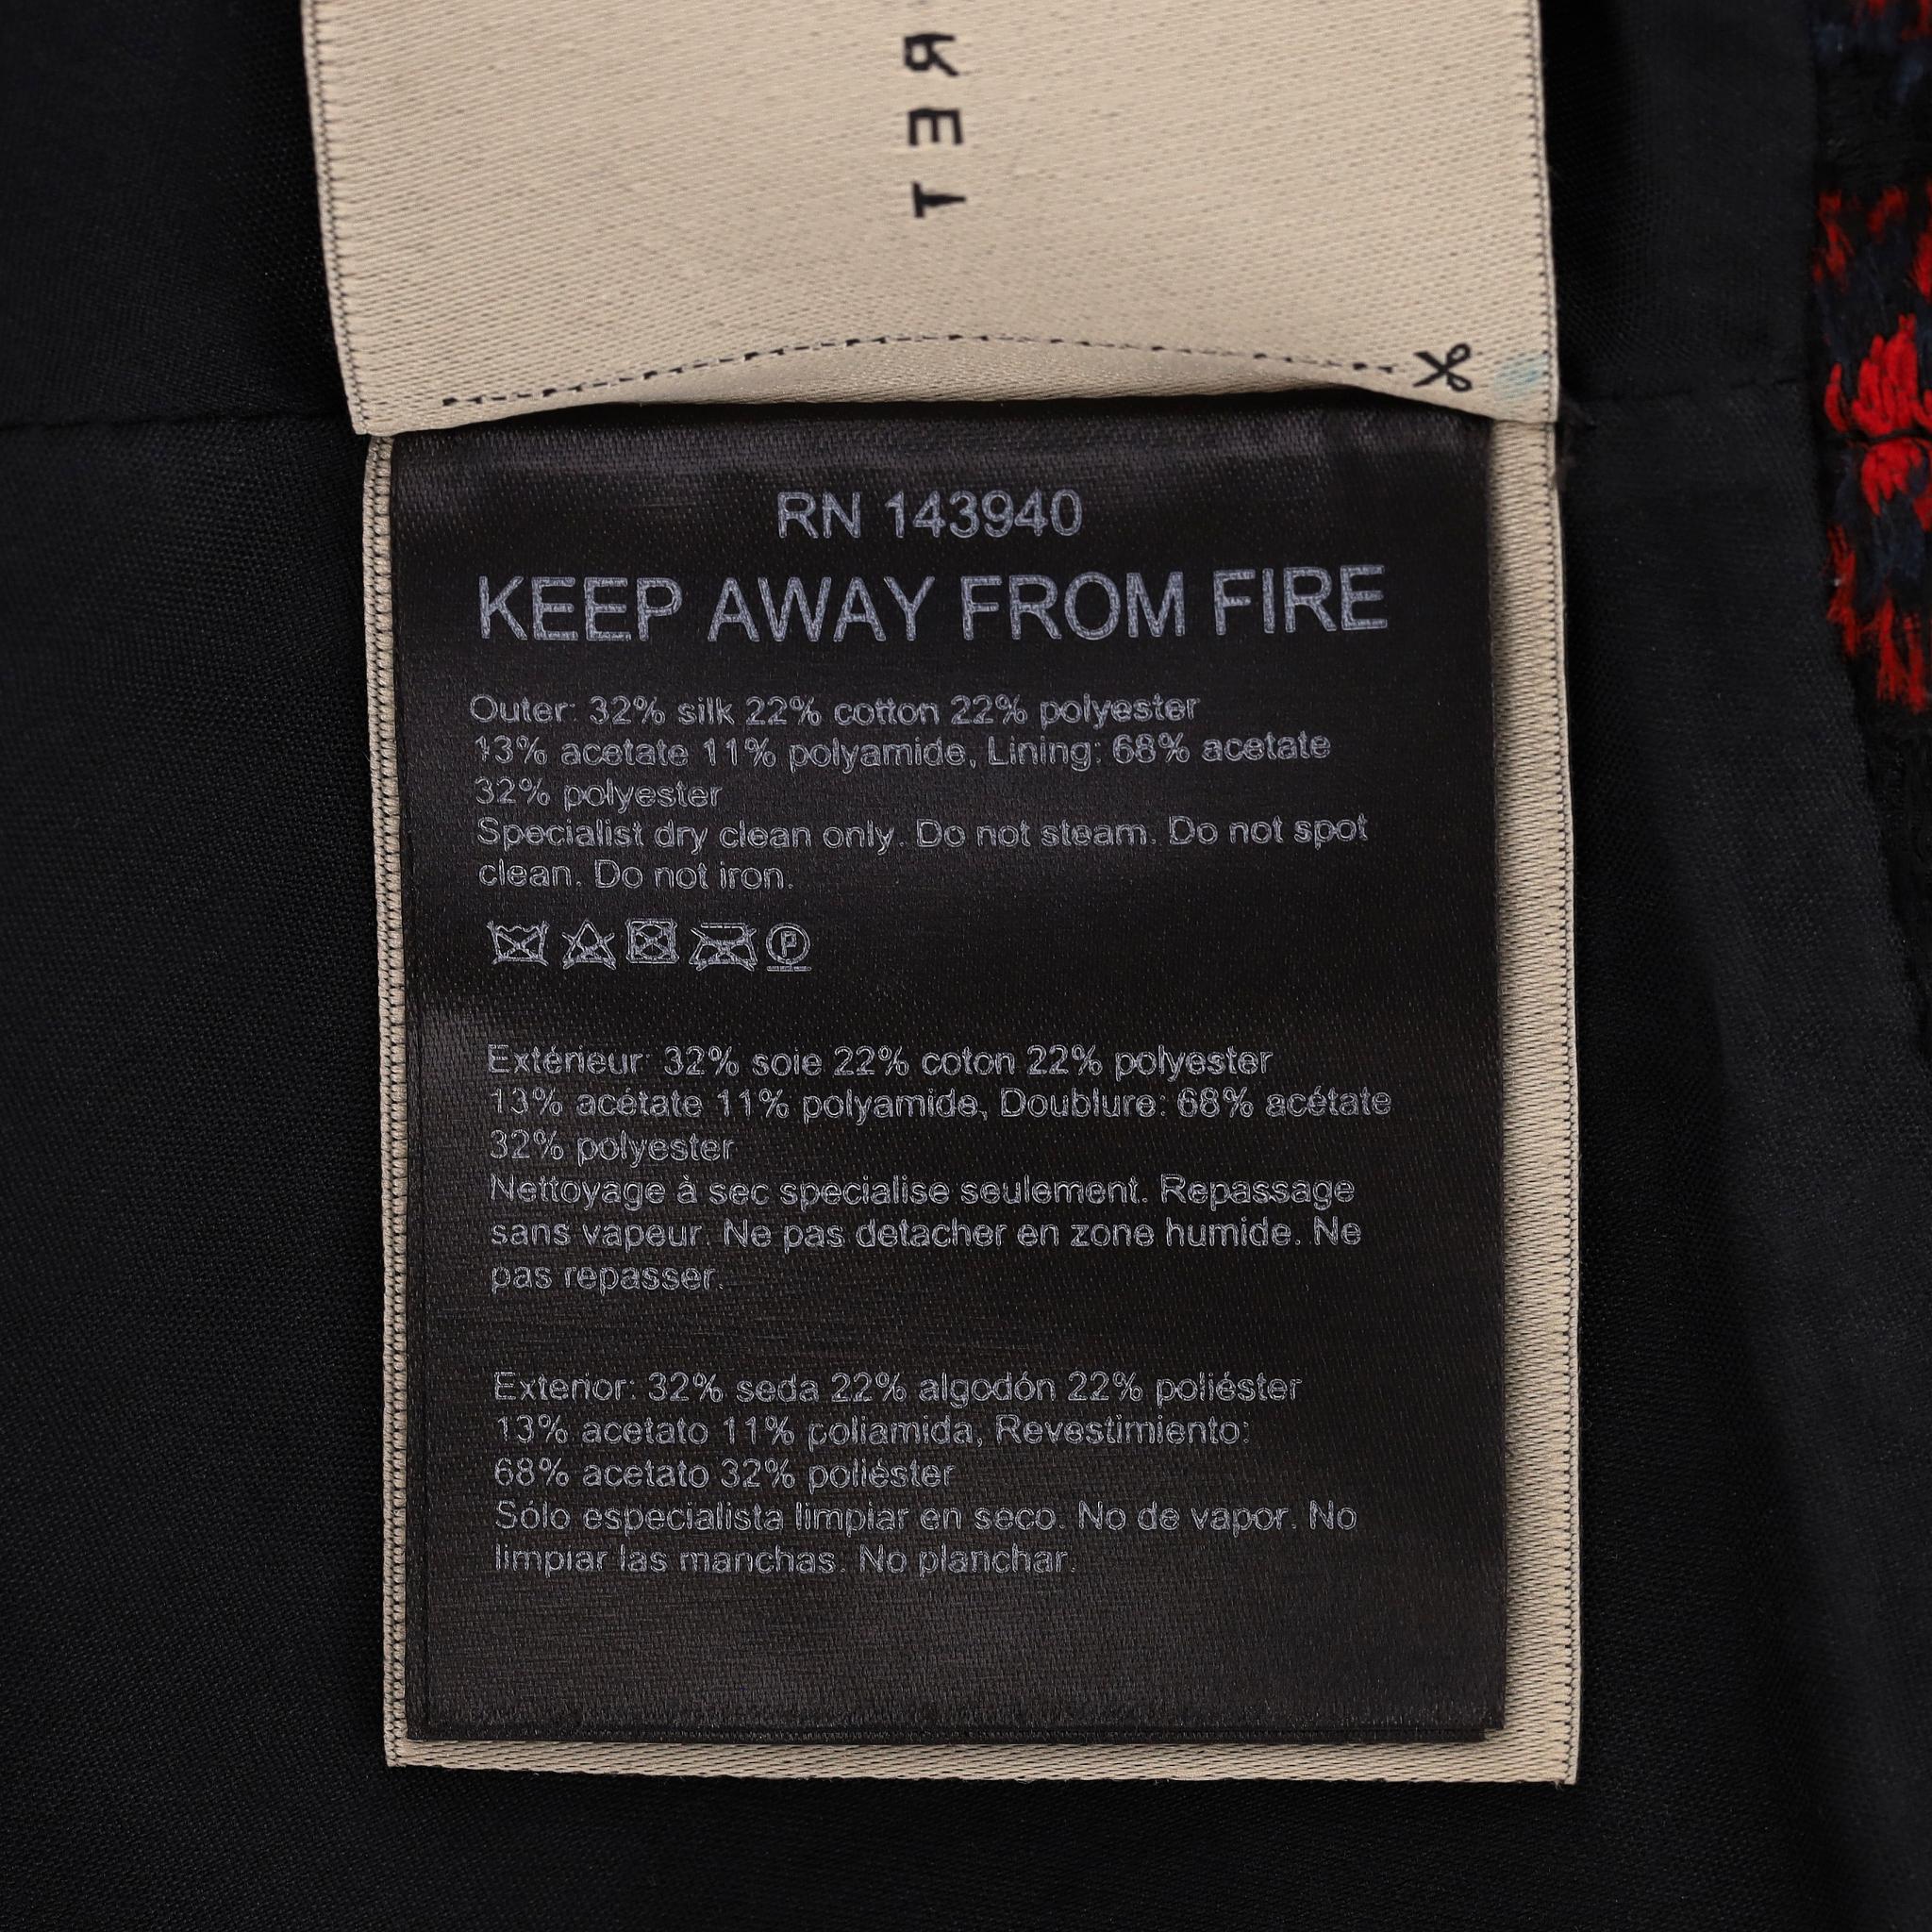 RET
RN 143940
KEEP AWAY FROM FIRE
Outer: 32% silk 22% cotton 22% polyester
13% acetate 11% polyamide, Lining: 68% acetate
32% polyester
Specialist dry clean only. Do not steam. Do not spot
clean. Do not iron.
P
Extérieur: 32% soie 22% coton 22% polyester
13% acétate 11% polyamide, Doublure: 68% acétate
32% polyester
Nettoyage à sec specialise seulement. Repassage
sans vapeur. Ne pas detacher en zone humide. Ne
pas repasser.
Exterior: 32% seda 22% algodón 22% poliéster
13% acetato 11% poliamida, Revestimiento:
68% acetato 32% poliéster
Sólo especialista limpiar en seco. No de vapor. No
limpiar las manchas. No planchar.